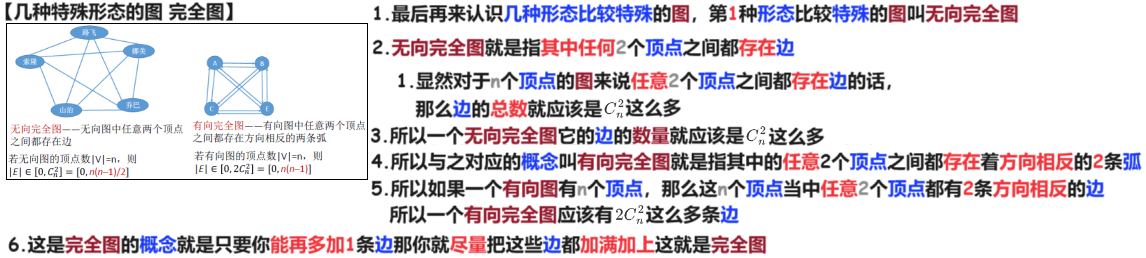 【几种特殊形态的图 完全图】
路飞
娜美
索隆
山治
乔巴
A
B
C
E
无向完全图——无向图中任意两个顶点
之间都存在边
若无向图的顶点数|V|=n，则
|E| ∈ [0, C_n^2] = [0, n(n–1)/2]
有向完全图——有向图中任意两个顶点
之间都存在方向相反的两条弧
若有向图的顶点数|V|=n，则
|E| ∈ [0, 2C_n^2] = [0, n(n–1)]
1.最后再来认识几种形态比较特殊的图，第1种形态比较特殊的图叫无向完全图
2.无向完全图就是指其中任何2个顶点之间都存在边
1.显然对于n个顶点的图来说任意2个顶点之间都存在边的话，
那么边的总数就应该是C_n^2这么多
3.所以一个无向完全图它的边的数量就应该是C_n^2这么多
4.所以与之对应的概念叫有向完全图就是指其中的任意2个顶点之间都存在着方向相反的2条弧
5.所以如果一个有向图有n个顶点，那么这n个顶点当中任意2个顶点都有2条方向相反的边
所以一个有向完全图应该有2C_n^2这么多条边
6.这是完全图的概念就是只要你能再多加1条边那你就尽量把这些边都加满加上这就是完全图